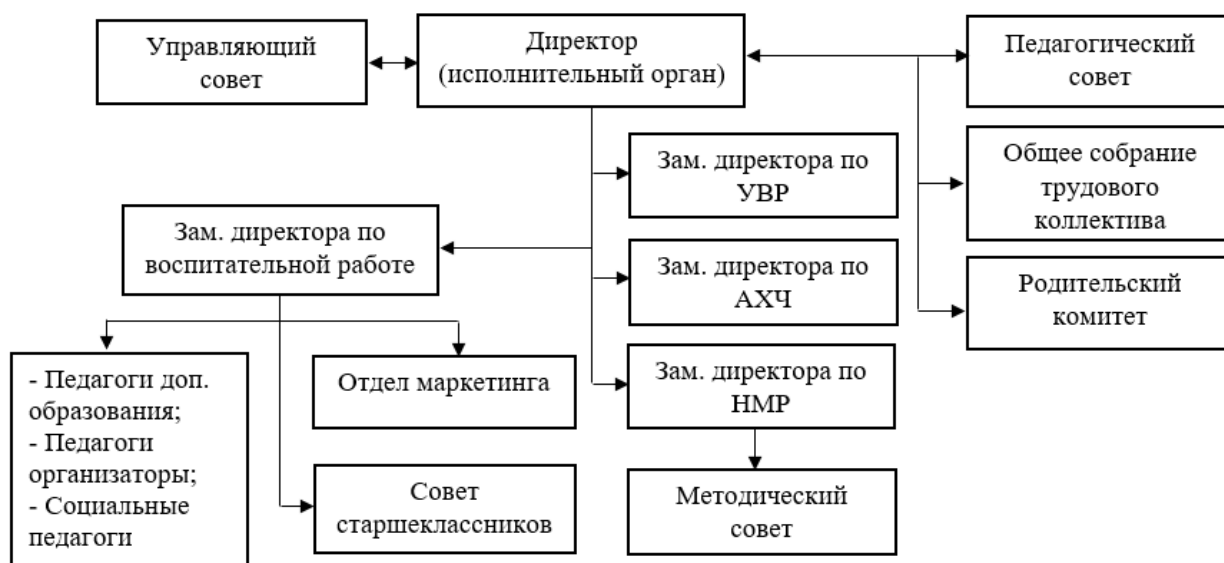 Управляющий
совет
Директор
(исполнительный орган)
Педагогический
совет
Зам. директора по
УВР
Общее собрание
трудового
коллектива
Зам. директора по
воспитательной работе
Зам. директора по
АХЧ
Родительский
комитет
- Педагоги доп.
образования;
- Педагоги
организаторы;
- Социальные
педагоги
Отдел маркетинга
Зам. директора по
НМР
Совет
старшеклассников
Методический
совет